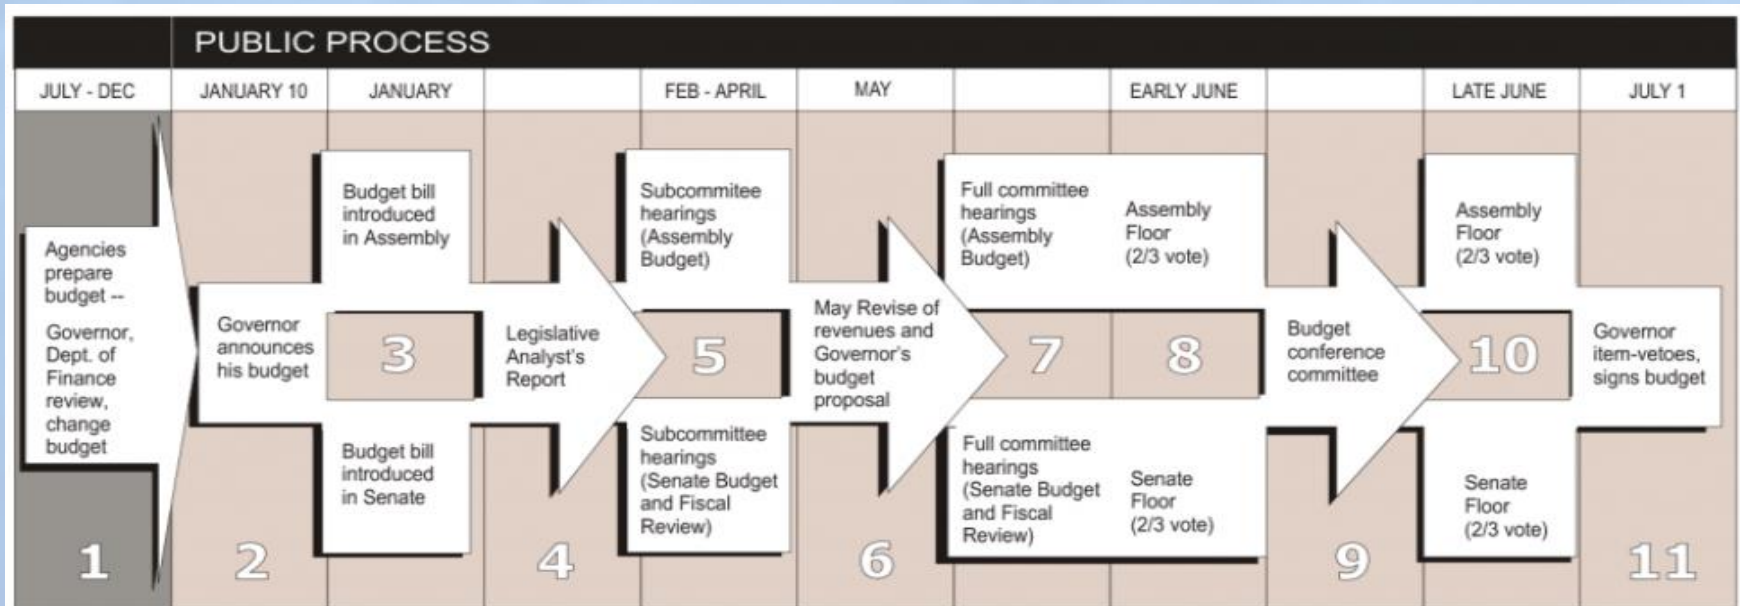 PUBLIC PROCESS
JULY - DEC
JANUARY 10
JANUARY
FEB - APRIL
MAY
EARLY JUNE
LATE JUNE
JULY 1
Agencies
prepare
budget --
Governor,
Dept. of
Finance
review,
change
budget
1
Governor
announces
his budget
2
Budget bill
introduced
in Assembly
3
Budget bill
introduced
in Senate
Legislative
Analyst's
Report
4
Subcommitee
hearings
(Assembly
Budget)
5
Subcommittee
hearings
(Senate Budget
and Fiscal
Review)
May Revise of
revenues and
Governor's
budget
proposal
6
Full committee
hearings
(Assembly
Budget)
7
Full committee
hearings
(Senate Budget
and Fiscal
Review)
Assembly
Floor
(2/3 vote)
8
Senate
Floor
(2/3 vote)
Budget
conference
committee
9
Assembly
Floor
(2/3 vote)
10
Senate
Floor
(2/3 vote)
Governor
item-vetoes,
signs budget
11